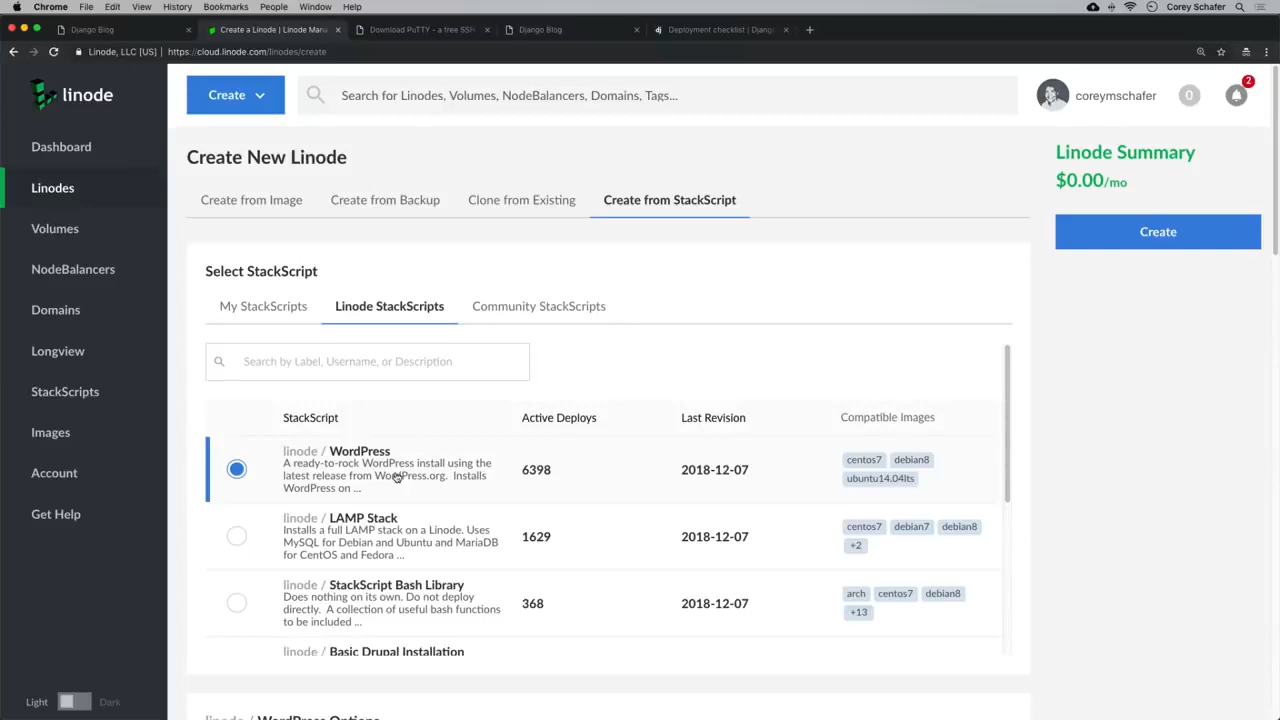 Chrome File Edit View History Bookmarks People Window Help Corey Schafer
Django Blog Create a Linode | Linode Man Download PuTTY - a free SSH Django Blog dj Deployment checklist | Djang
Linode, LLC [US] | https://cloud.linode.com/linodes/create
linode
Create
Search for Linodes, Volumes, NodeBalancers, Domains, Tags...
coreymschafer
0
2
Dashboard
Linodes
Volumes
NodeBalancers
Domains
Longview
StackScripts
Images
Account
Get Help
Light Dark
Create New Linode
Create from Image Create from Backup Clone from Existing Create from StackScript
Select StackScript
My StackScripts Linode StackScripts Community StackScripts
Search by Label, Username, or Description
StackScript Active Deploys Last Revision Compatible Images
linode / WordPress
A ready-to-rock WordPress install using the
latest release from WordPress.org. Installs
WordPress on ...
6398 2018-12-07
centos7 debian8
ubuntu14.04lts
linode / LAMP Stack
Installs a full LAMP stack on a Linode. Uses
MySQL for Debian and Ubuntu and MariaDB
for CentOS and Fedora ...
1629 2018-12-07
centos7 debian7 debian8
+2
linode / StackScript Bash Library
Does nothing on its own. Do not deploy
directly. A collection of useful bash functions
to be included ...
368 2018-12-07
arch centos7 debian8
+13
linode / Basic Drupal Installation
linode / WordPress Options
Linode Summary
$0.00/mo
Create